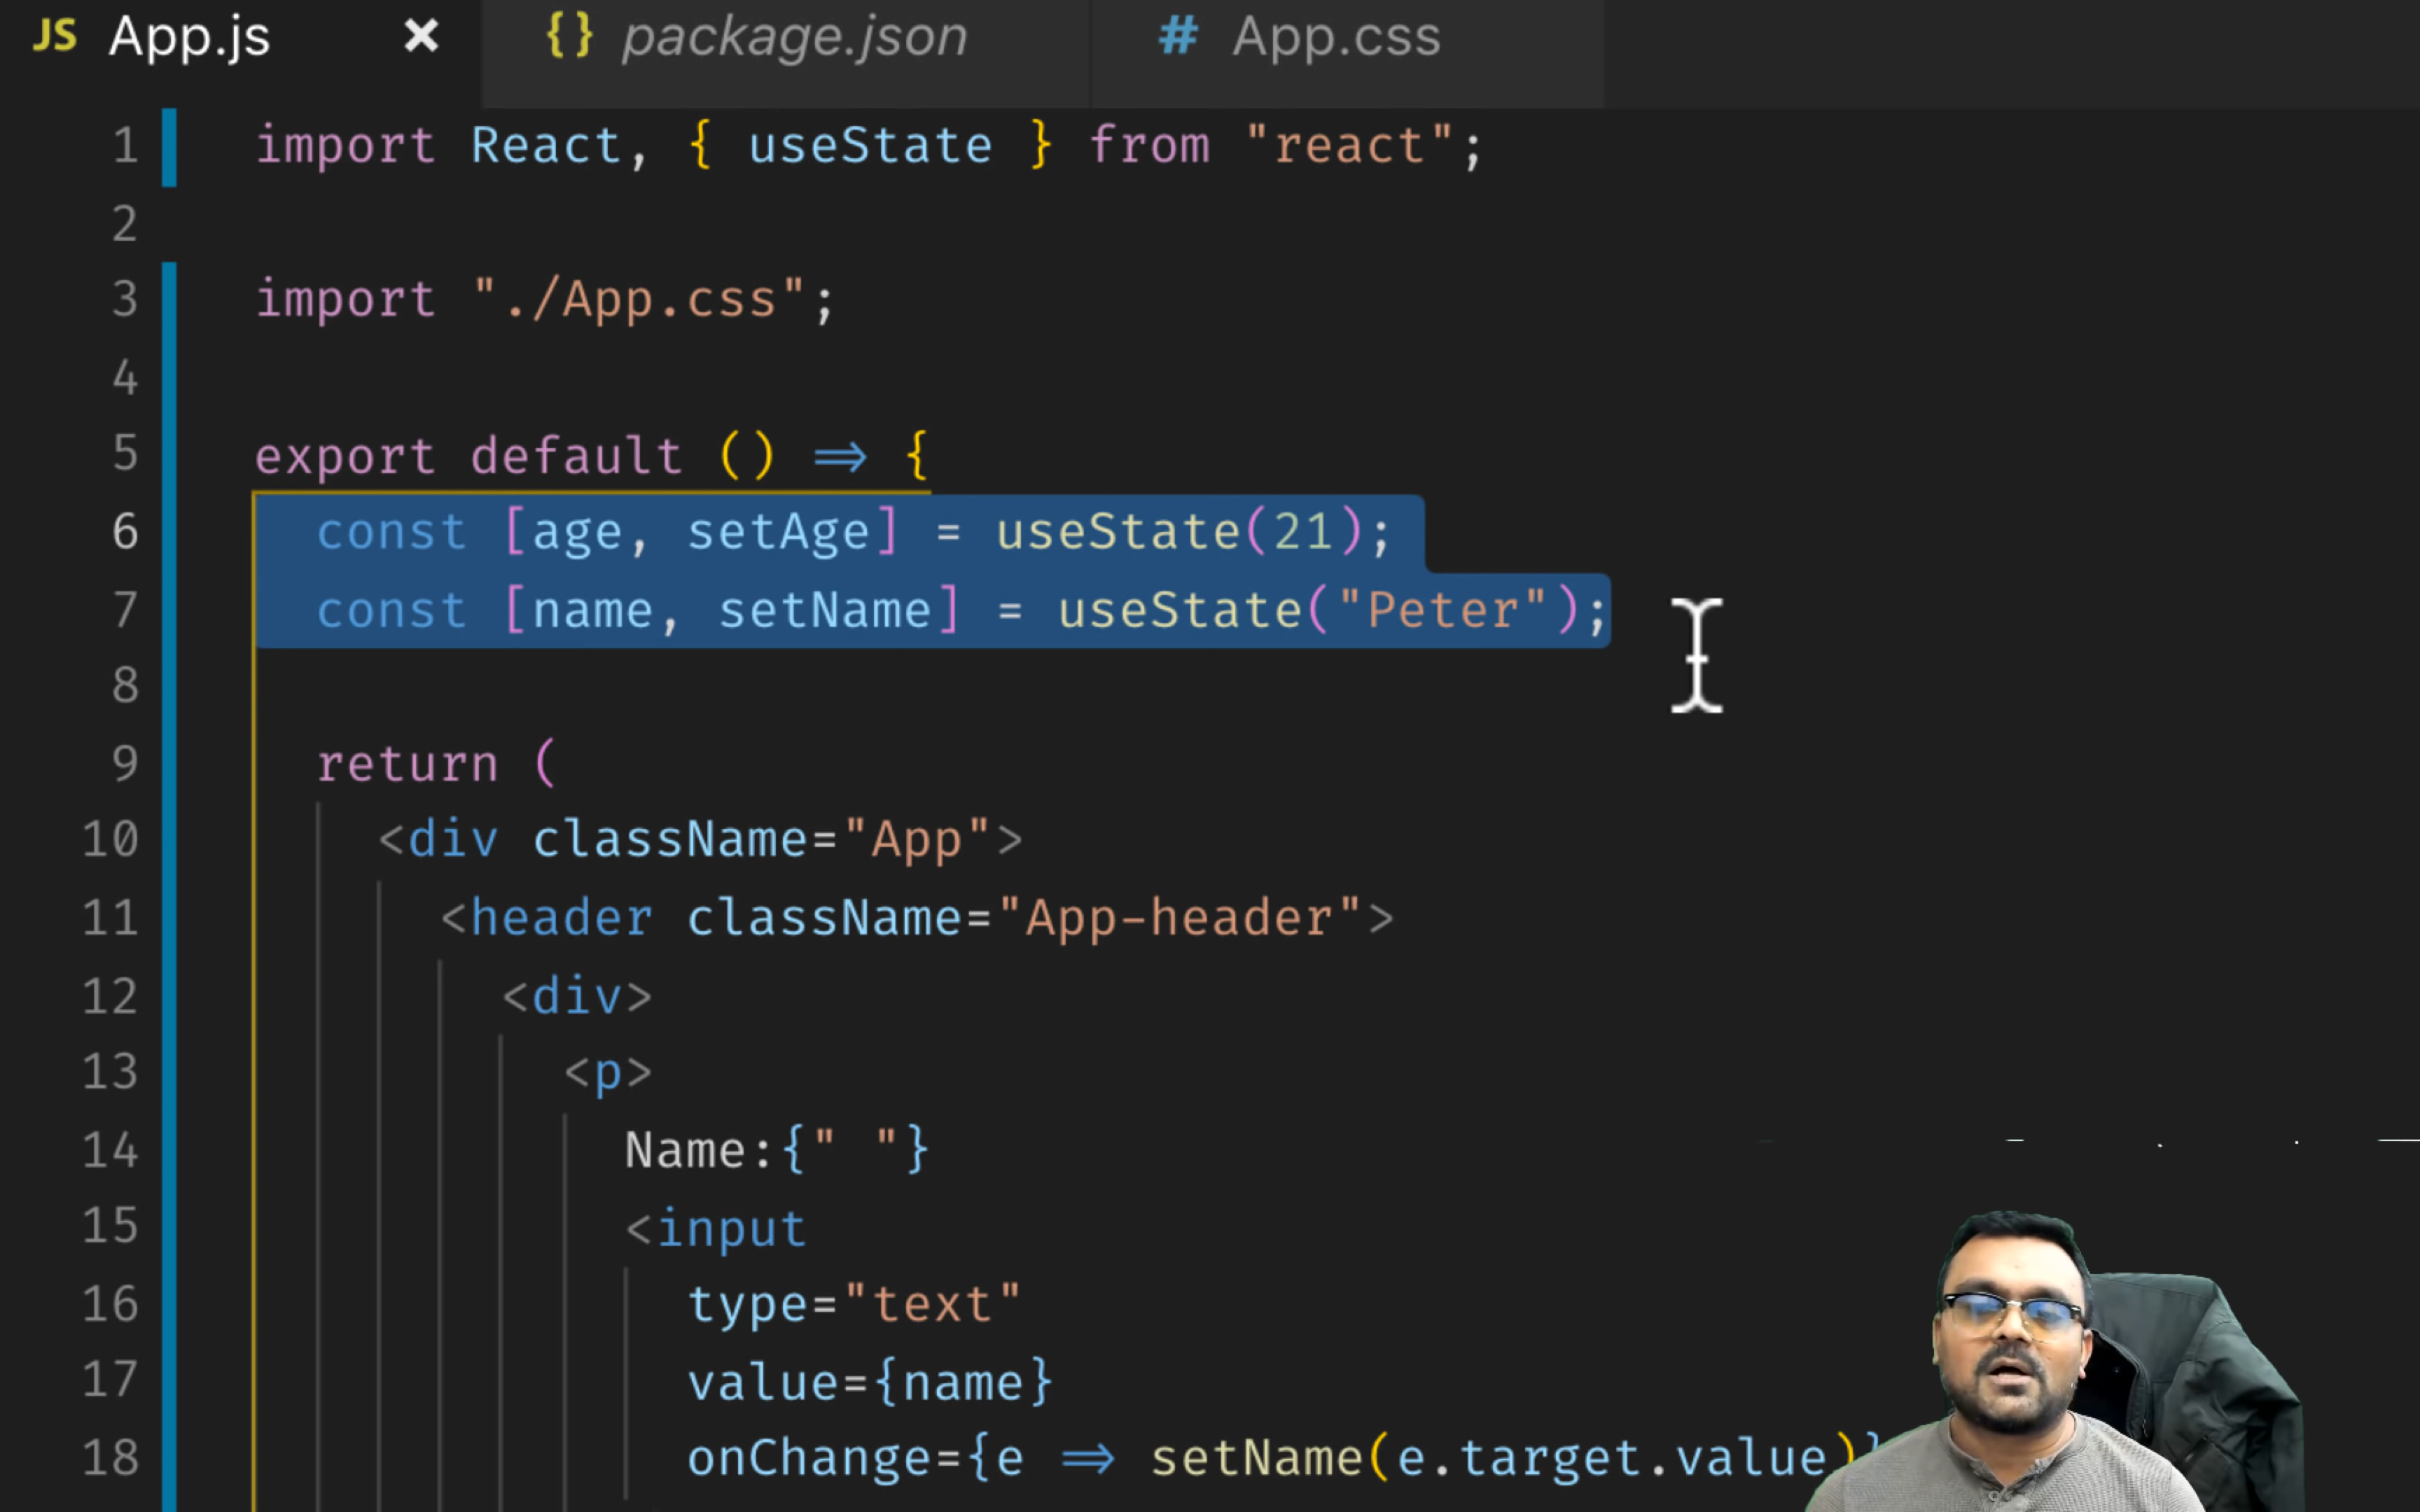 JS App.js × {} package.json # App.css
1 import React, { useState } from "react";
2
3 import "./App.css";
4
5 export default () => {
6 const [age, setAge] = useState(21);
7 const [name, setName] = useState("Peter");
8
9 return (
10 <div className="App">
11 <header className="App-header">
12 <div>
13 <p>
14 Name:{" "}
15 <input
16 type="text"
17 value={name}
18 onChange={e => setName(e.target.value)}